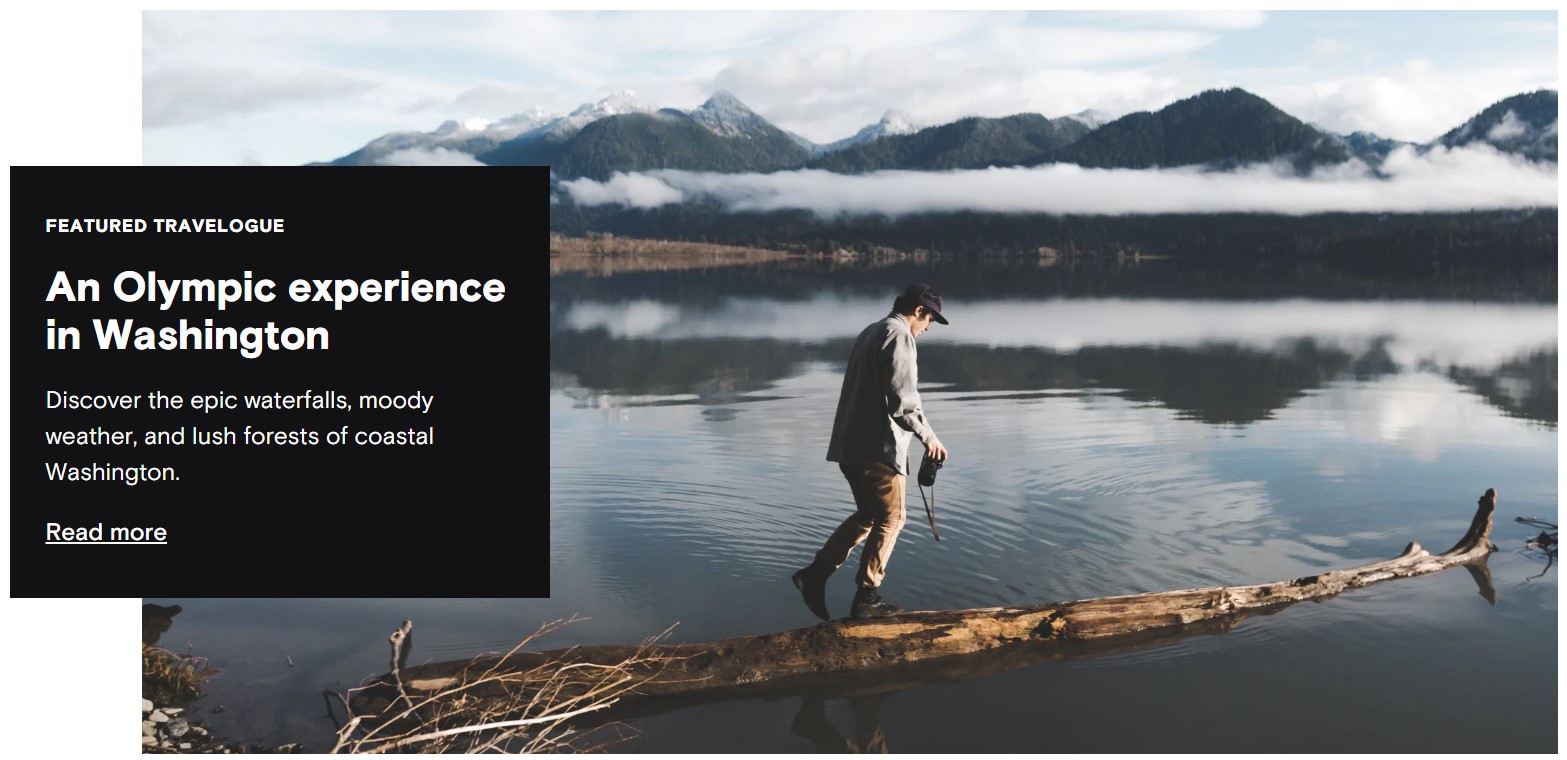 FEATURED TRAVELOGUE
An Olympic experience
in Washington
Discover the epic waterfalls, moody
weather, and lush forests of coastal
Washington.
Read more